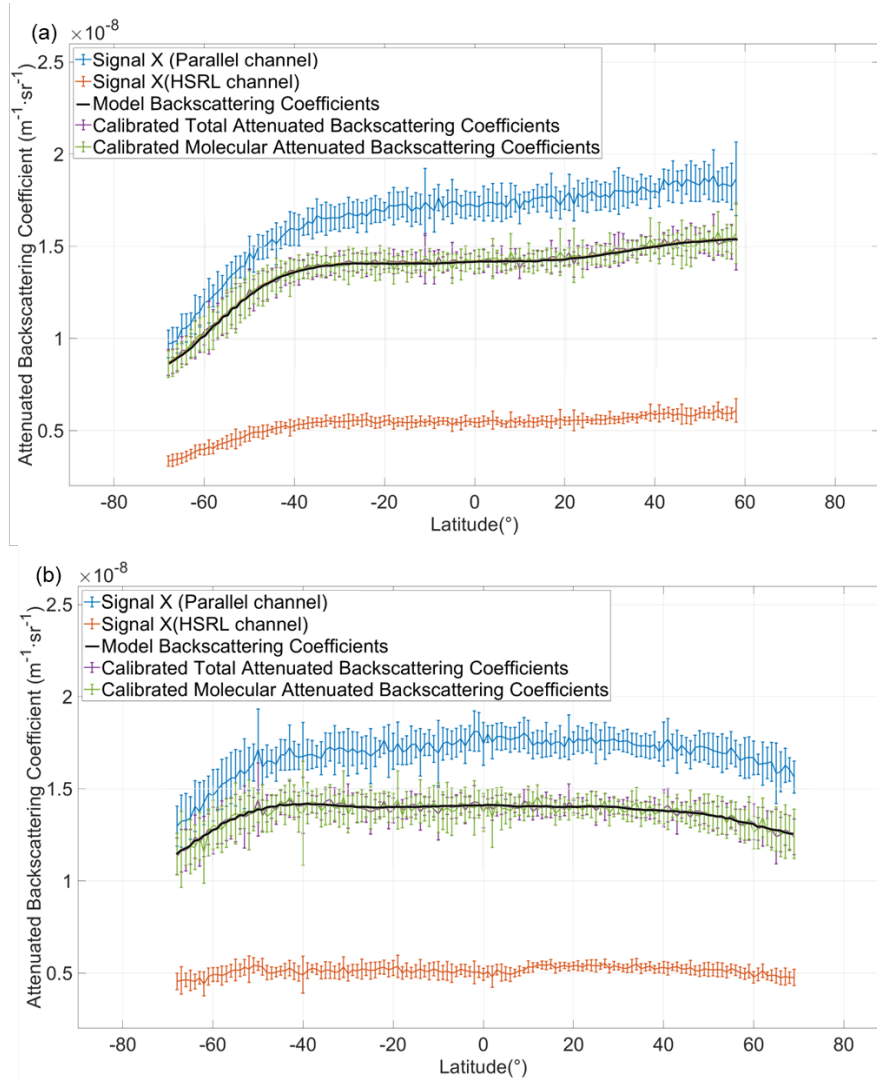 (a)
×10⁻⁸
Signal X (Parallel channel)
Signal X(HSRL channel)
Model Backscattering Coefficients
Calibrated Total Attenuated Backscattering Coefficients
Calibrated Molecular Attenuated Backscattering Coefficients
Attenuated Backscattering Coefficient (m⁻¹·sr⁻¹)
2.5
2
1.5
1
0.5
-80 -60 -40 -20 0 20 40 60 80
Latitude(°)
(b)
×10⁻⁸
Signal X (Parallel channel)
Signal X(HSRL channel)
Model Backscattering Coefficients
Calibrated Total Attenuated Backscattering Coefficients
Calibrated Molecular Attenuated Backscattering Coefficients
Attenuated Backscattering Coefficient (m⁻¹·sr⁻¹)
2.5
2
1.5
1
0.5
-80 -60 -40 -20 0 20 40 60 80
Latitude(°)